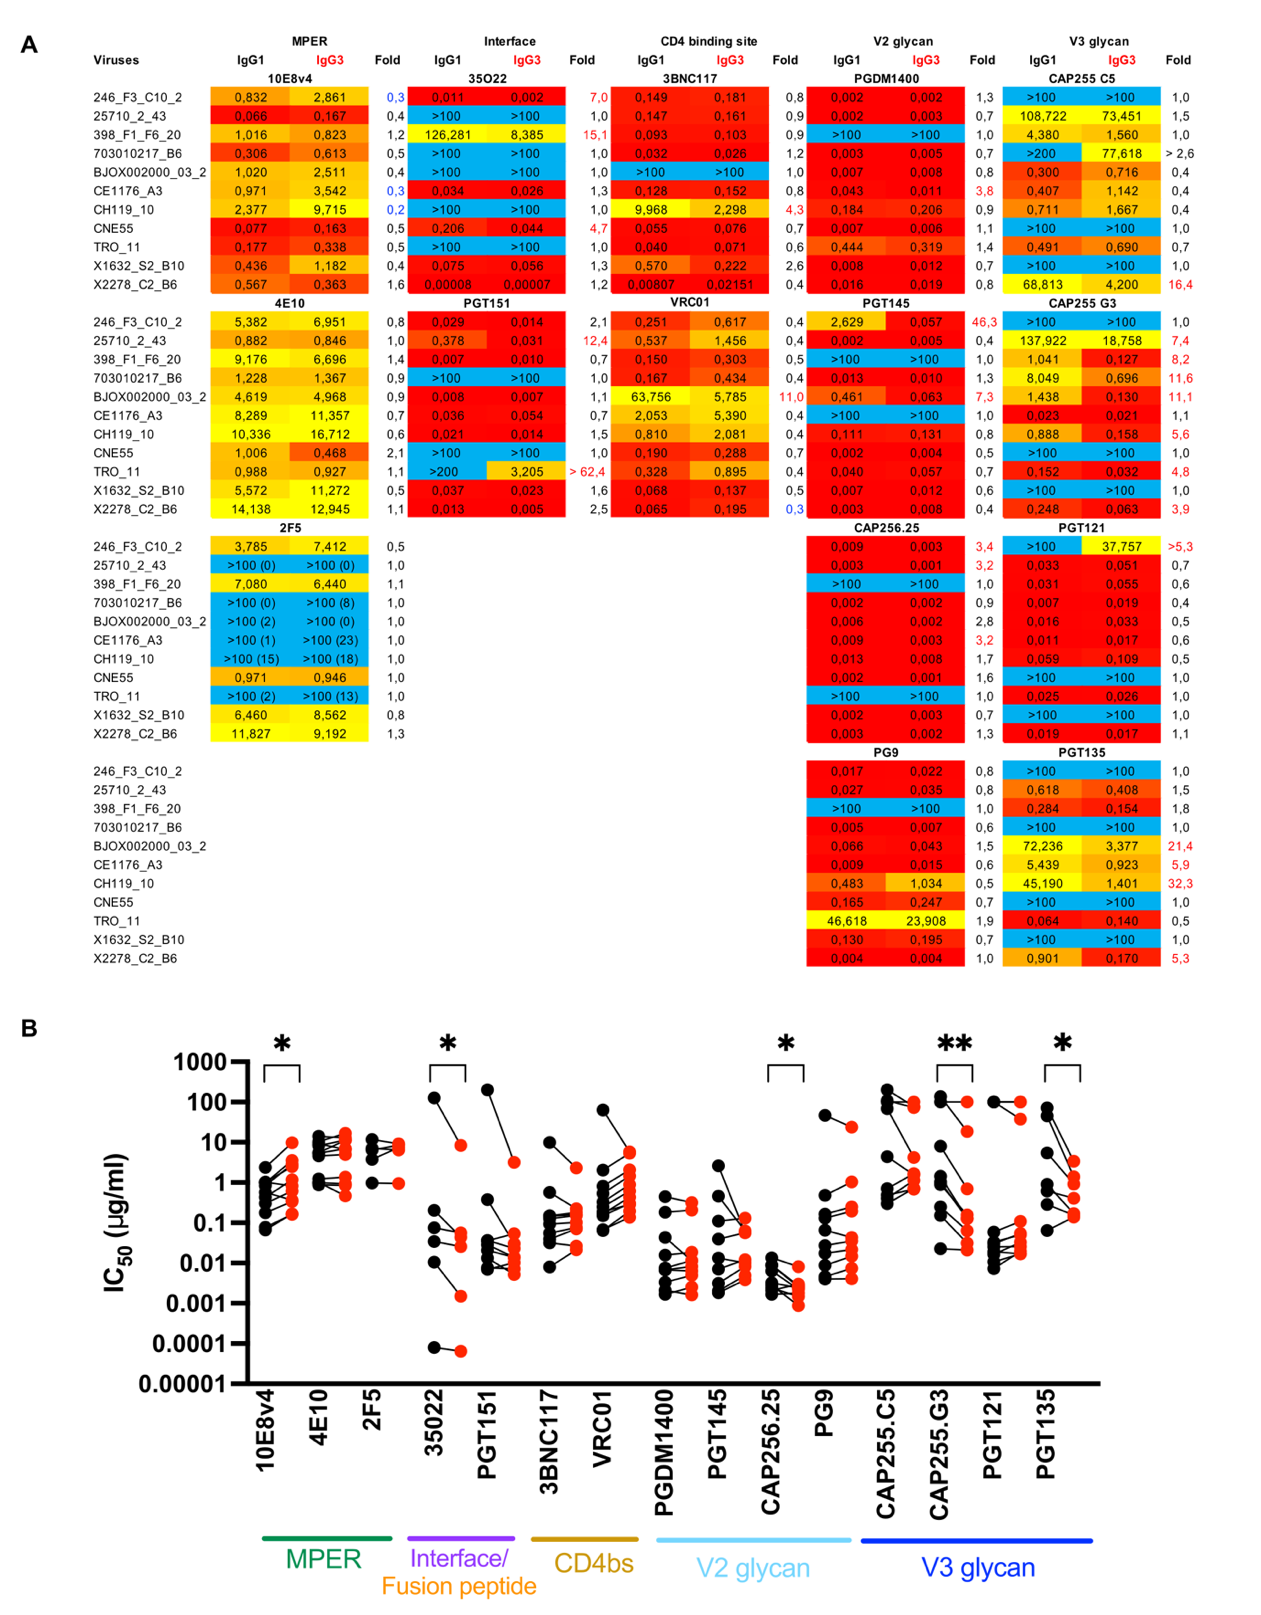 A
MPER Interface CD4 binding site V2 glycan V3 glycan
Viruses IgG1 IgG3 Fold IgG1 IgG3 Fold IgG1 IgG3 Fold IgG1 IgG3 Fold IgG1 IgG3 Fold
10E8v4 35O22 3BNC117 PGDM1400 CAP255 C5
246_F3_C10_2 0,832 2,861 0,3 0,011 0,002 7,0 0,149 0,181 0,8 0,002 0,002 1,3 >100 >100 1,0
25710_2_43 0,066 0,167 0,4 >100 >100 1,0 0,147 0,161 0,9 0,002 0,003 0,7 108,722 73,451 1,5
398_F1_F6_20 1,016 0,823 1,2 126,281 8,385 15,1 0,093 0,103 0,9 >100 >100 1,0 4,380 1,560 1,0
703010217_B6 0,306 0,613 0,5 >100 >100 1,0 0,032 0,026 1,2 0,003 0,005 0,7 >200 77,618 > 2,6
BJOX002000_03_2 1,020 2,511 0,4 >100 >100 1,0 >100 >100 1,0 0,007 0,008 0,8 0,300 0,716 0,4
CE1176_A3 0,971 3,542 0,3 0,034 0,026 1,3 0,128 0,152 0,8 0,043 0,011 3,8 0,407 1,142 0,4
CH119_10 2,377 9,715 0,2 >100 >100 1,0 9,968 2,298 4,3 0,184 0,206 0,9 0,711 1,667 0,4
CNE55 0,077 0,163 0,5 0,206 0,044 4,7 0,055 0,076 0,7 0,007 0,006 1,1 >100 >100 1,0
TRO_11 0,177 0,338 0,5 >100 >100 1,0 0,040 0,071 0,6 0,444 0,319 1,4 0,491 0,690 0,7
X1632_S2_B10 0,436 1,182 0,4 0,075 0,056 1,3 0,570 0,222 2,6 0,008 0,012 0,7 >100 >100 1,0
X2278_C2_B6 0,567 0,363 1,6 0,00008 0,00007 1,2 0,00807 0,02151 0,4 0,016 0,019 0,8 68,813 4,200 16,4
4E10 PGT151 VRC01 PGT145 CAP255 G3
246_F3_C10_2 5,382 6,951 0,8 0,029 0,014 2,1 0,251 0,617 0,4 2,629 0,057 46,3 >100 >100 1,0
25710_2_43 0,882 0,846 1,0 0,378 0,031 12,4 0,537 1,456 0,4 0,002 0,005 0,4 137,922 18,758 7,4
398_F1_F6_20 9,176 6,696 1,4 0,007 0,010 0,7 0,150 0,303 0,5 >100 >100 1,0 1,041 0,127 8,2
703010217_B6 1,228 1,367 0,9 >100 >100 1,0 0,167 0,434 0,4 0,013 0,010 1,3 8,049 0,696 11,6
BJOX002000_03_2 4,619 4,968 0,9 0,008 0,007 1,1 63,756 5,785 11,0 0,461 0,063 7,3 1,438 0,130 11,1
CE1176_A3 8,289 11,357 0,7 0,036 0,054 0,7 2,053 5,390 0,4 >100 >100 1,0 0,023 0,021 1,1
CH119_10 10,336 16,712 0,6 0,021 0,014 1,5 0,810 2,081 0,4 0,111 0,131 0,8 0,888 0,158 5,6
CNE55 1,006 0,468 2,1 >100 >100 1,0 0,190 0,288 0,7 0,002 0,004 0,5 >100 >100 1,0
TRO_11 0,988 0,927 1,1 >200 3,205 > 62,4 0,328 0,895 0,4 0,040 0,057 0,7 0,152 0,032 4,8
X1632_S2_B10 5,572 11,272 0,5 0,037 0,023 1,6 0,068 0,137 0,5 0,007 0,012 0,6 >100 >100 1,0
X2278_C2_B6 14,138 12,945 1,1 0,013 0,005 2,5 0,065 0,195 0,3 0,003 0,008 0,4 0,248 0,063 3,9
2F5 CAP256.25 PGT121
246_F3_C10_2 3,785 7,412 0,5 0,009 0,003 3,4 >100 37,757 >5,3
25710_2_43 >100 (0) >100 (0) 1,0 0,003 0,001 3,2 0,033 0,051 0,7
398_F1_F6_20 7,080 6,440 1,1 >100 >100 1,0 0,031 0,055 0,6
703010217_B6 >100 (0) >100 (8) 1,0 0,002 0,002 0,9 0,007 0,019 0,4
BJOX002000_03_2 >100 (2) >100 (0) 1,0 0,006 0,002 2,8 0,016 0,033 0,5
CE1176_A3 >100 (1) >100 (23) 1,0 0,009 0,003 3,2 0,011 0,017 0,6
CH119_10 >100 (15) >100 (18) 1,0 0,013 0,008 1,7 0,059 0,109 0,5
CNE55 0,971 0,946 1,0 0,002 0,001 1,6 >100 >100 1,0
TRO_11 >100 (2) >100 (13) 1,0 >100 >100 1,0 0,025 0,026 1,0
X1632_S2_B10 6,460 8,562 0,8 0,002 0,003 0,7 >100 >100 1,0
X2278_C2_B6 11,827 9,192 1,3 0,003 0,002 1,3 0,019 0,017 1,1
PG9 PGT135
246_F3_C10_2 0,017 0,022 0,8 >100 >100 1,0
25710_2_43 0,027 0,035 0,8 0,618 0,408 1,5
398_F1_F6_20 >100 >100 1,0 0,284 0,154 1,8
703010217_B6 0,005 0,007 0,6 >100 >100 1,0
BJOX002000_03_2 0,066 0,043 1,5 72,236 3,377 21,4
CE1176_A3 0,009 0,015 0,6 5,439 0,923 5,9
CH119_10 0,483 1,034 0,5 45,190 1,401 32,3
CNE55 0,165 0,247 0,7 >100 >100 1,0
TRO_11 46,618 23,908 1,9 0,064 0,140 0,5
X1632_S2_B10 0,130 0,195 0,7 >100 >100 1,0
X2278_C2_B6 0,004 0,004 1,0 0,901 0,170 5,3
B
* * * ** *
1000
100
10
1
0.1
0.01
0.001
0.0001
0.00001
IC50 (µg/ml)
10E8v4 4E10 2F5 35022 PGT151 3BNC117 VRC01 PGDM1400 PGT145 CAP256.25 PG9 CAP255.C5 CAP255.G3 PGT121 PGT135
MPER Interface/ CD4bs V2 glycan V3 glycan
Fusion peptide